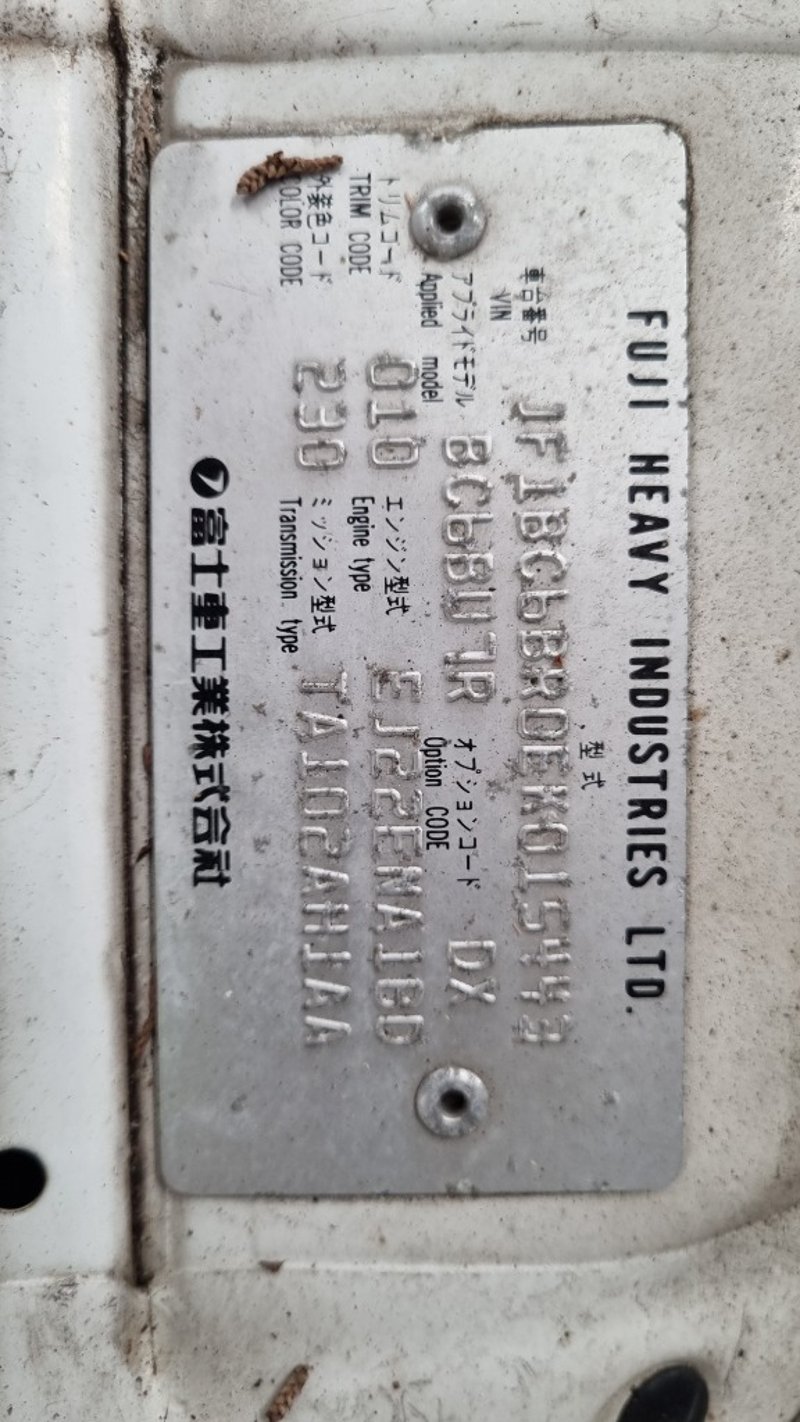 FUJI HEAVY INDUSTRIES LTD.
型式
車台番号
VIN JF1BC6BR0EK015443
アプライドモデル
Applied model BC6BU7R
オプションコード
Option CODE DX
トリムコード
TRIM CODE 010
エンジン型式
Engine type EJ22ENA1BD
外装色コード
COLOR CODE 230
ミッション型式
Transmission type TA102AH1AA
富士重工業株式会社